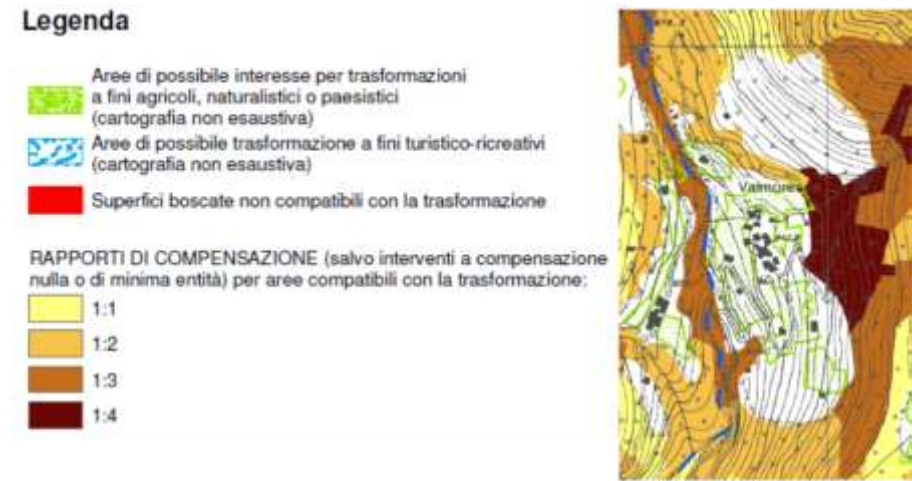 Legenda
Aree di possibile interesse per trasformazioni
a fini agricoli, naturalistici o paesistici
(cartografia non esaustiva)
Aree di possibile trasformazione a fini turistico-ricreativi
(cartografia non esaustiva)
Superfici boscate non compatibili con la trasformazione
RAPPORTI DI COMPENSAZIONE (salvo interventi a compensazione
nulla o di minima entità) per aree compatibili con la trasformazione:
1:1
1:2
1:3
1:4